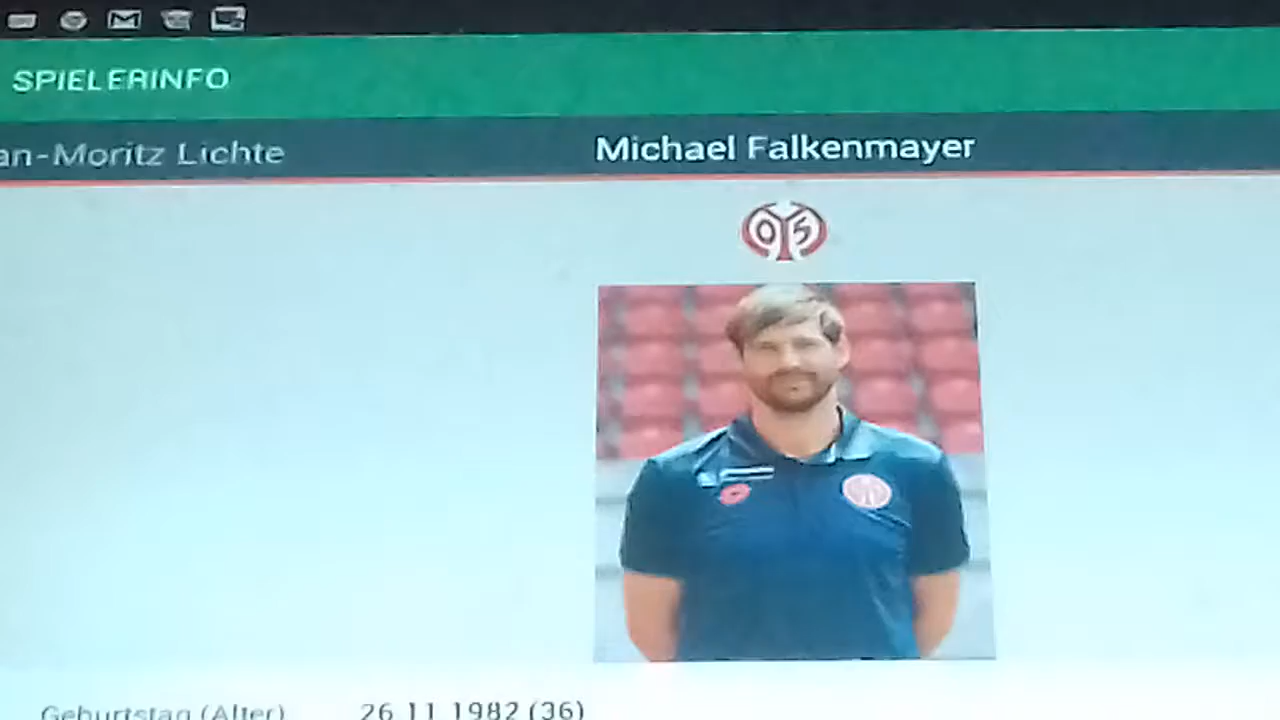 SPIELERINFO
an-Moritz Lichte
Michael Falkenmayer
05
Geburtstag (Alter) 26.11.1982 (36)